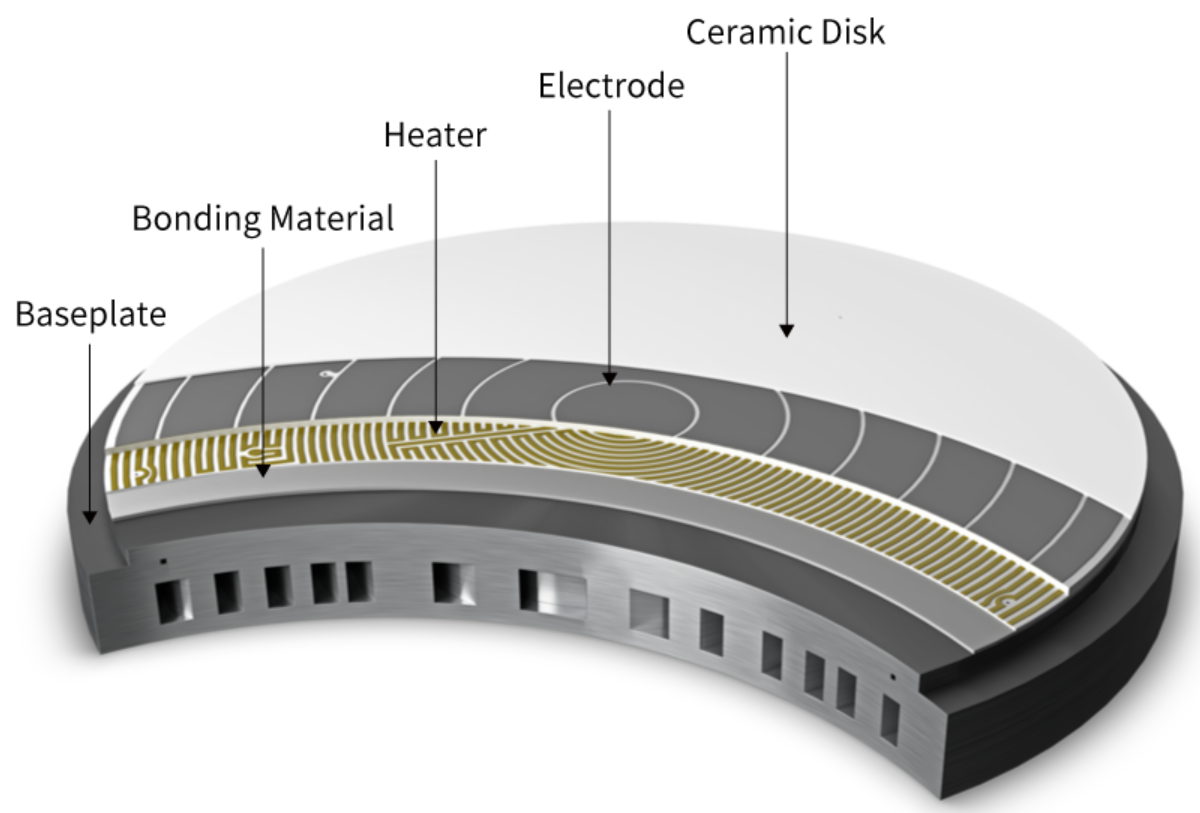 Ceramic Disk
Electrode
Heater
Bonding Material
Baseplate